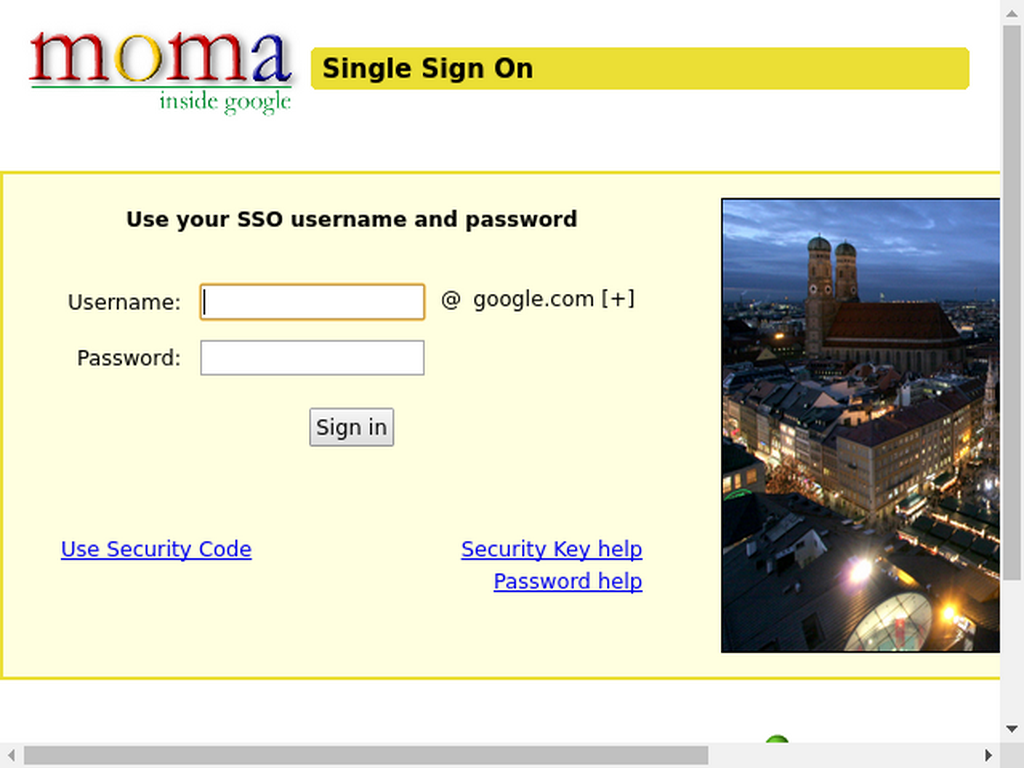 moma
inside google
Single Sign On
Use your SSO username and password
Username: @ google.com [+]
Password:
Sign in
Use Security Code
Security Key help
Password help